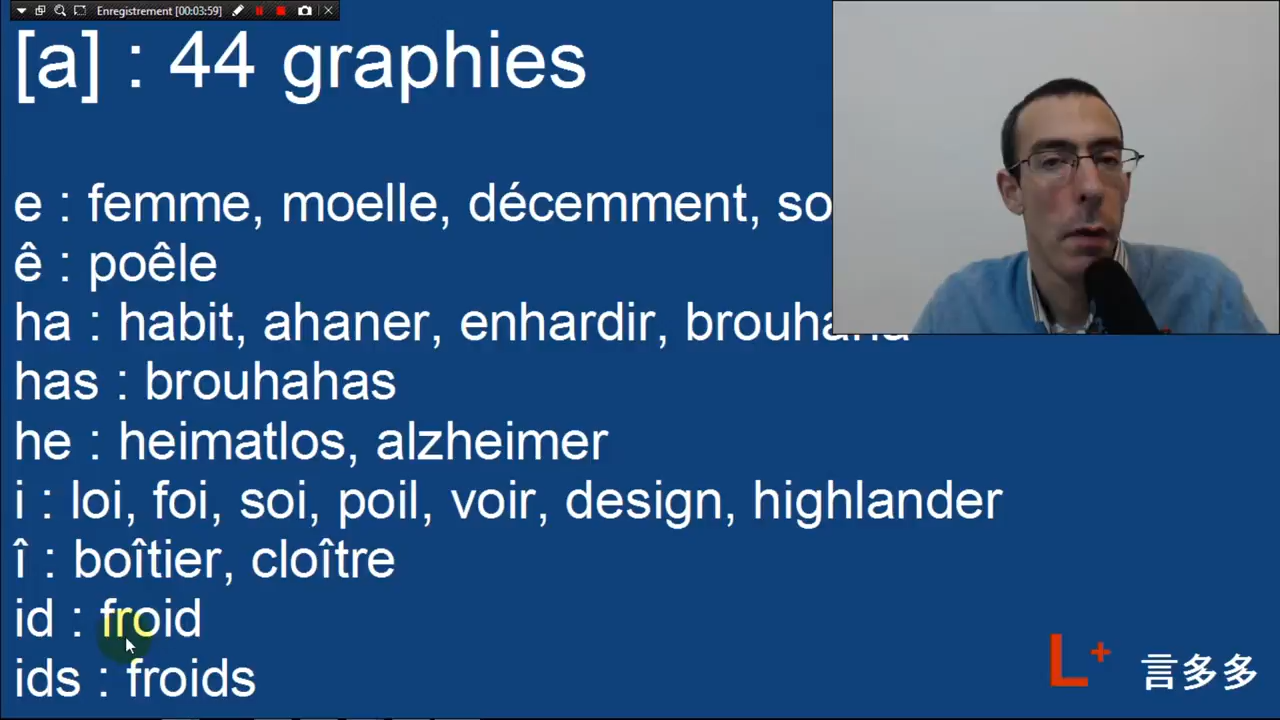 Enregistrement [00:03:59]
[a] : 44 graphies
e : femme, moelle, décemment, so
ê : poêle
ha : habit, ahaner, enhardir, brouhaha
has : brouhahas
he : heimatlos, alzheimer
i : loi, foi, soi, poil, voir, design, highlander
î : boîtier, cloître
id : froid
ids : froids
L+ 言多多